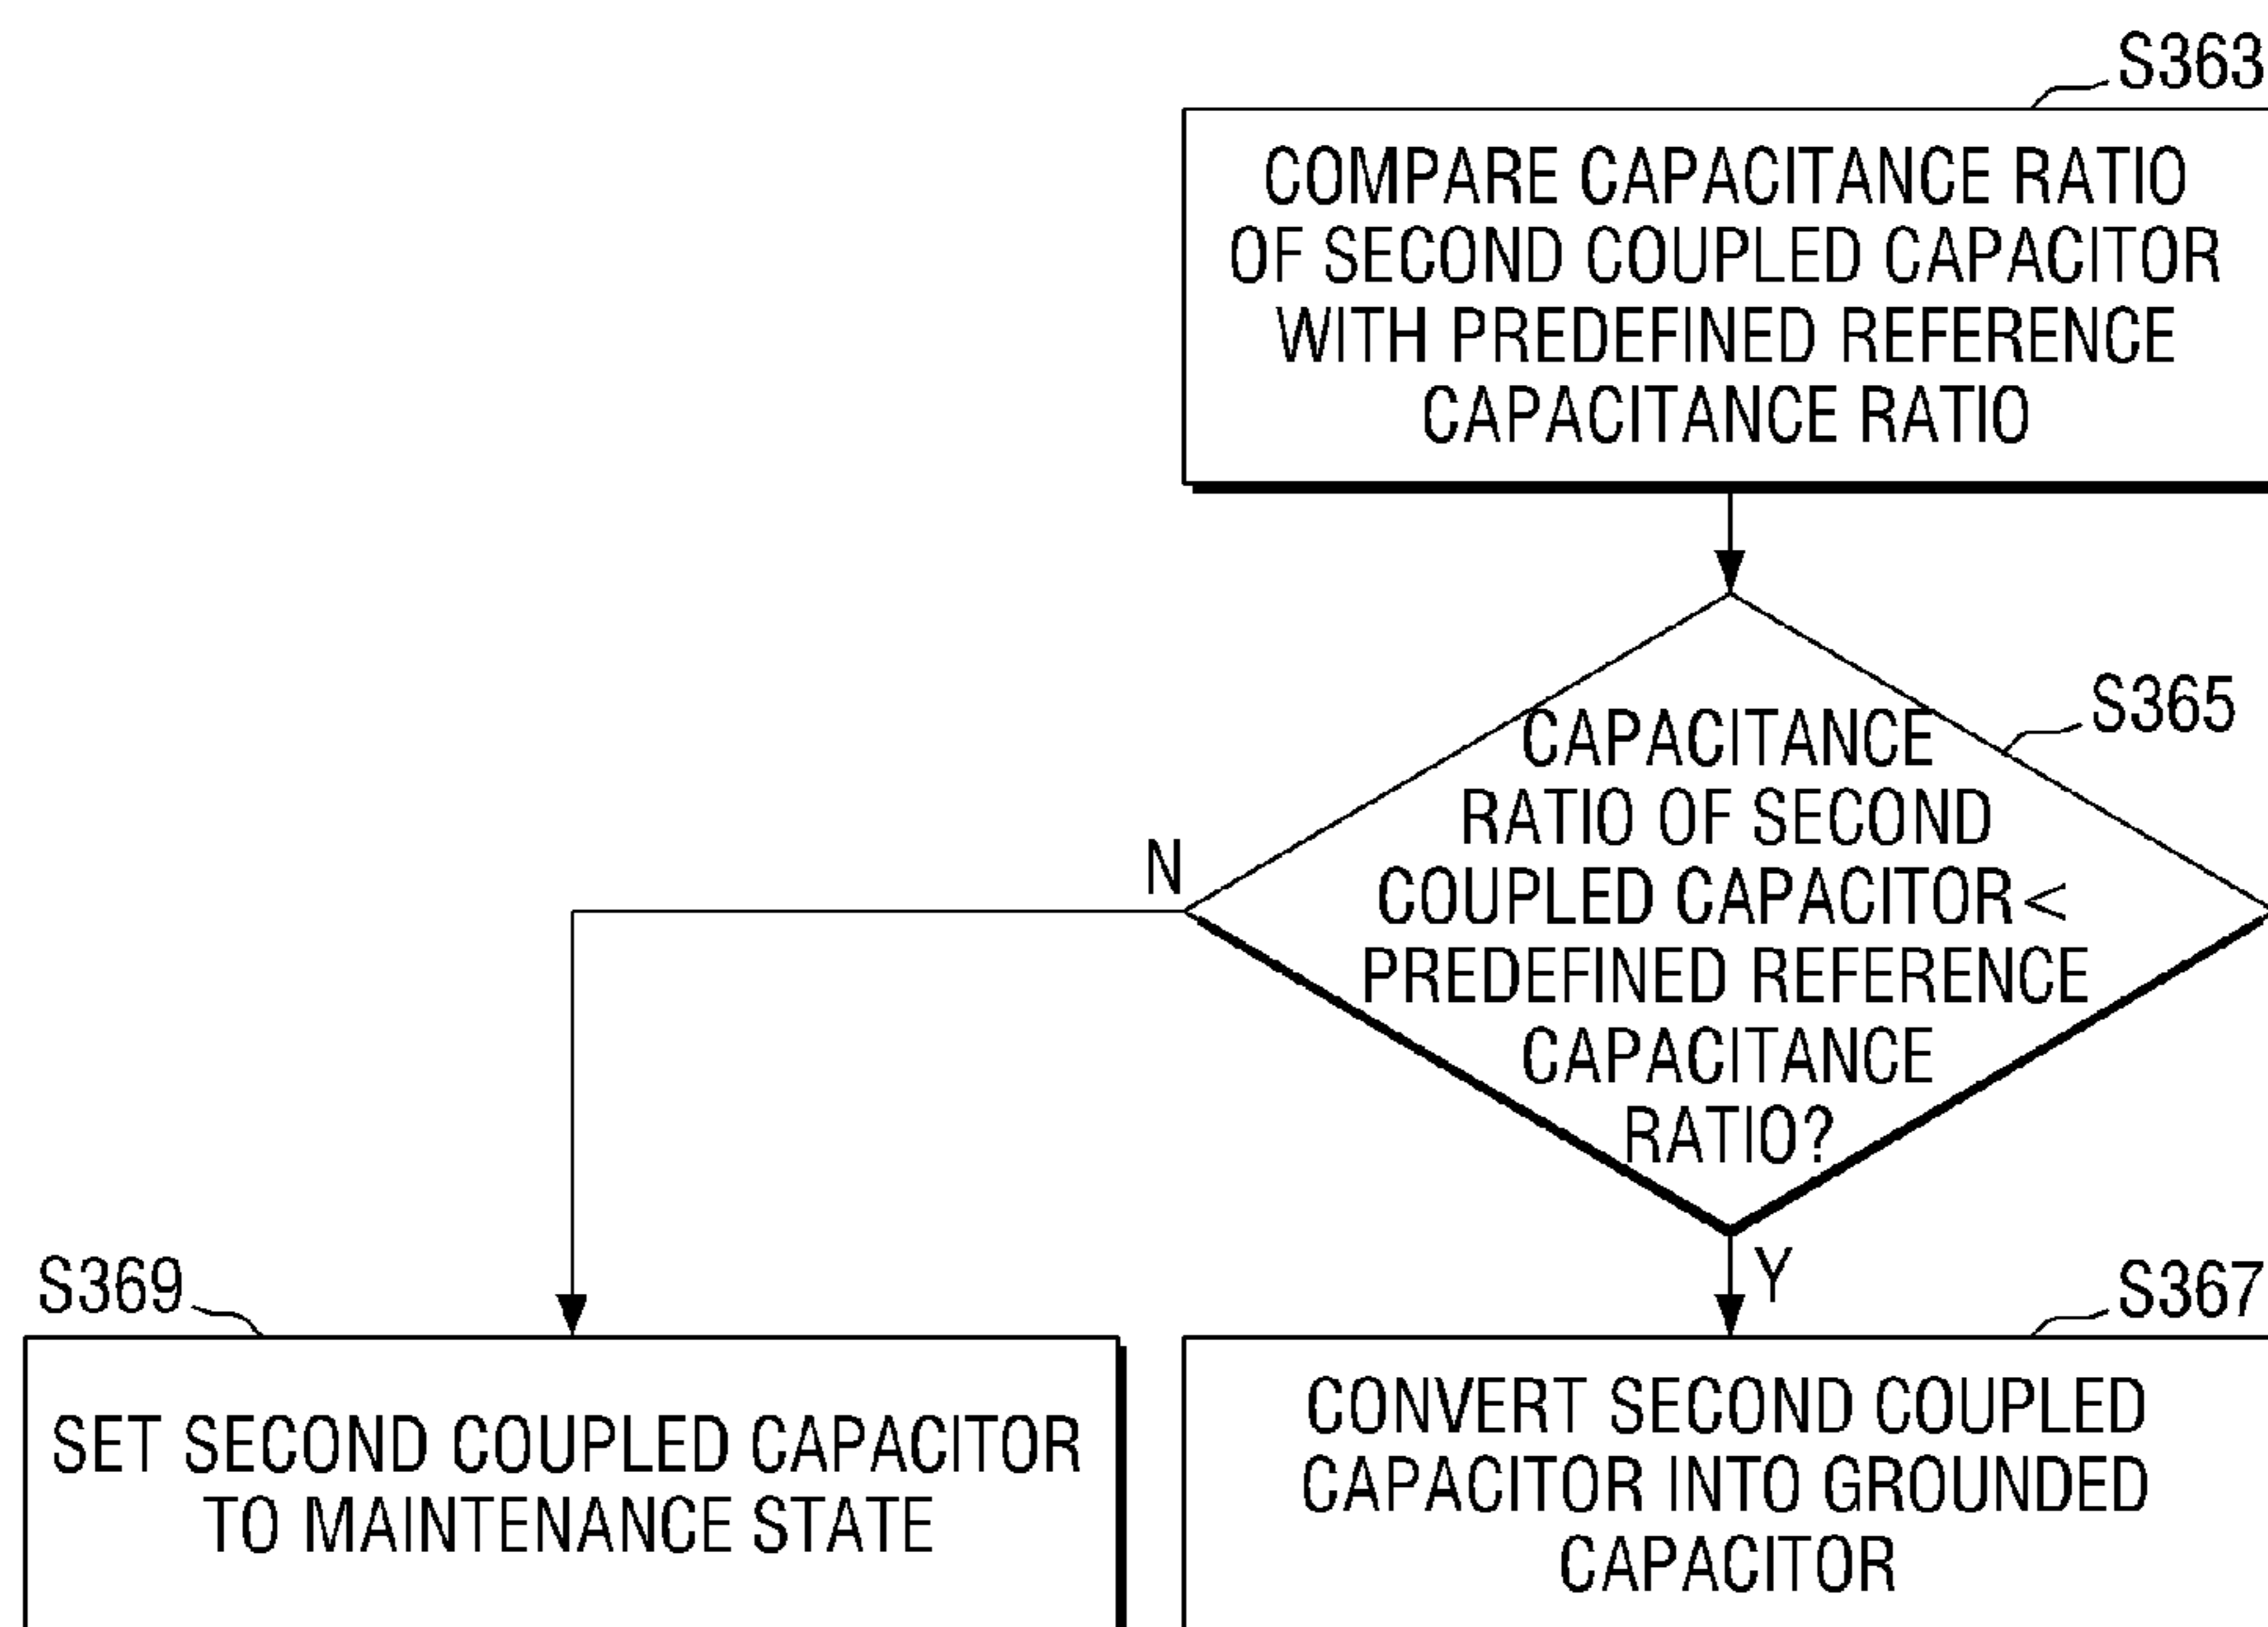 S363
COMPARE CAPACITANCE RATIO
OF SECOND COUPLED CAPACITOR
WITH PREDEFINED REFERENCE
CAPACITANCE RATIO
S365
CAPACITANCE
RATIO OF SECOND
COUPLED CAPACITOR<
PREDEFINED REFERENCE
CAPACITANCE
RATIO?
N
Y
S369
SET SECOND COUPLED CAPACITOR
TO MAINTENANCE STATE
S367
CONVERT SECOND COUPLED
CAPACITOR INTO GROUNDED
CAPACITOR